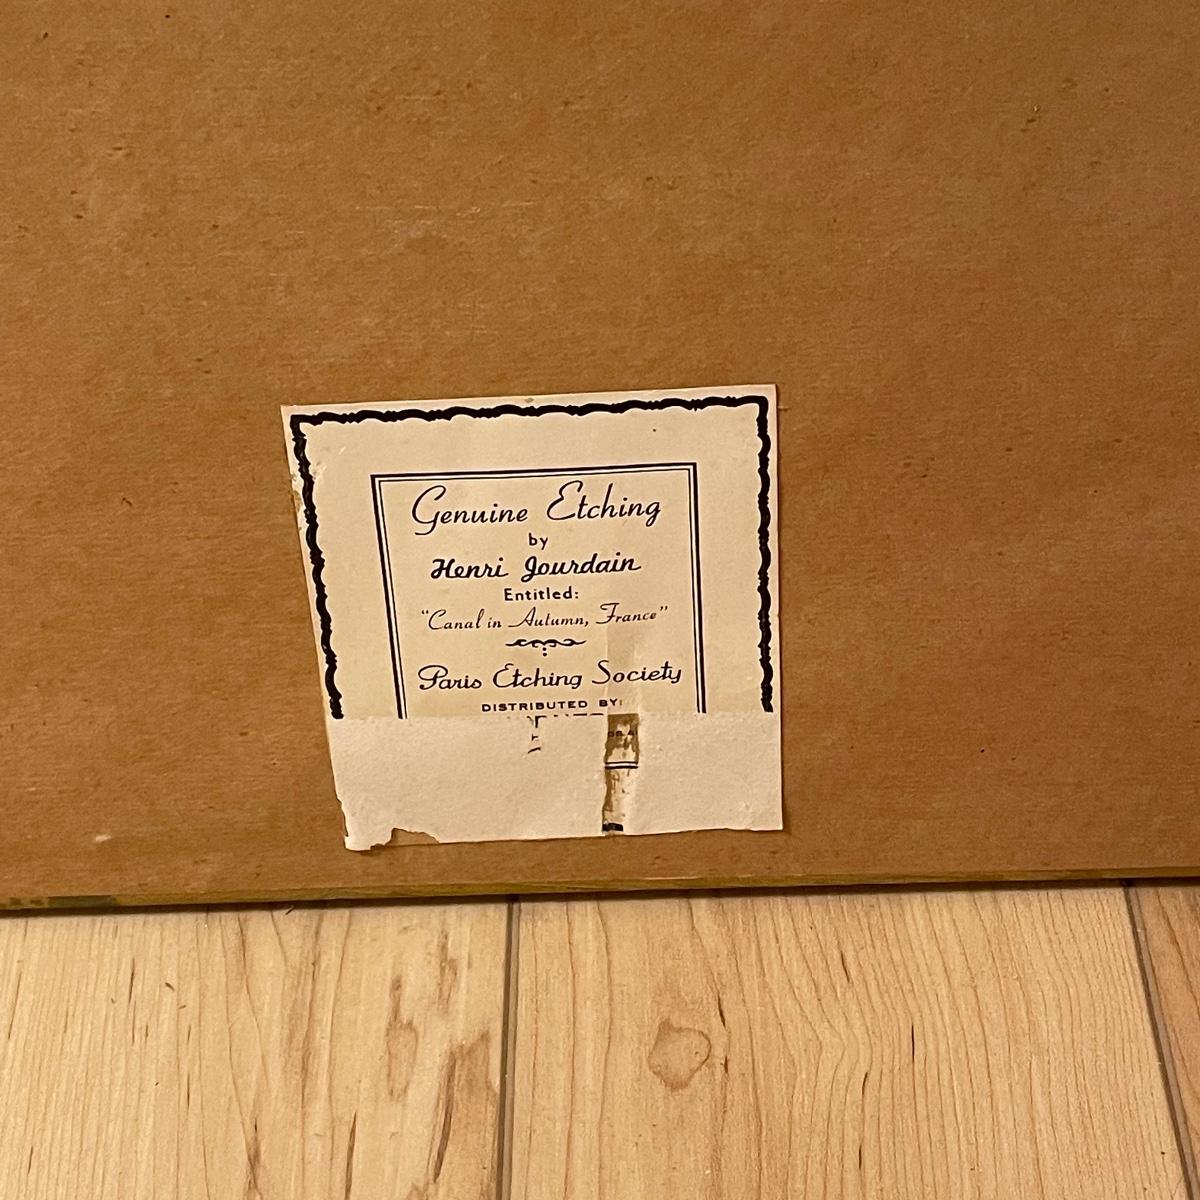 Genuine Etching
by
Henri Jourdain
Entitled:
"Canal in Autumn, France"
Paris Etching Society
DISTRIBUTED BY: